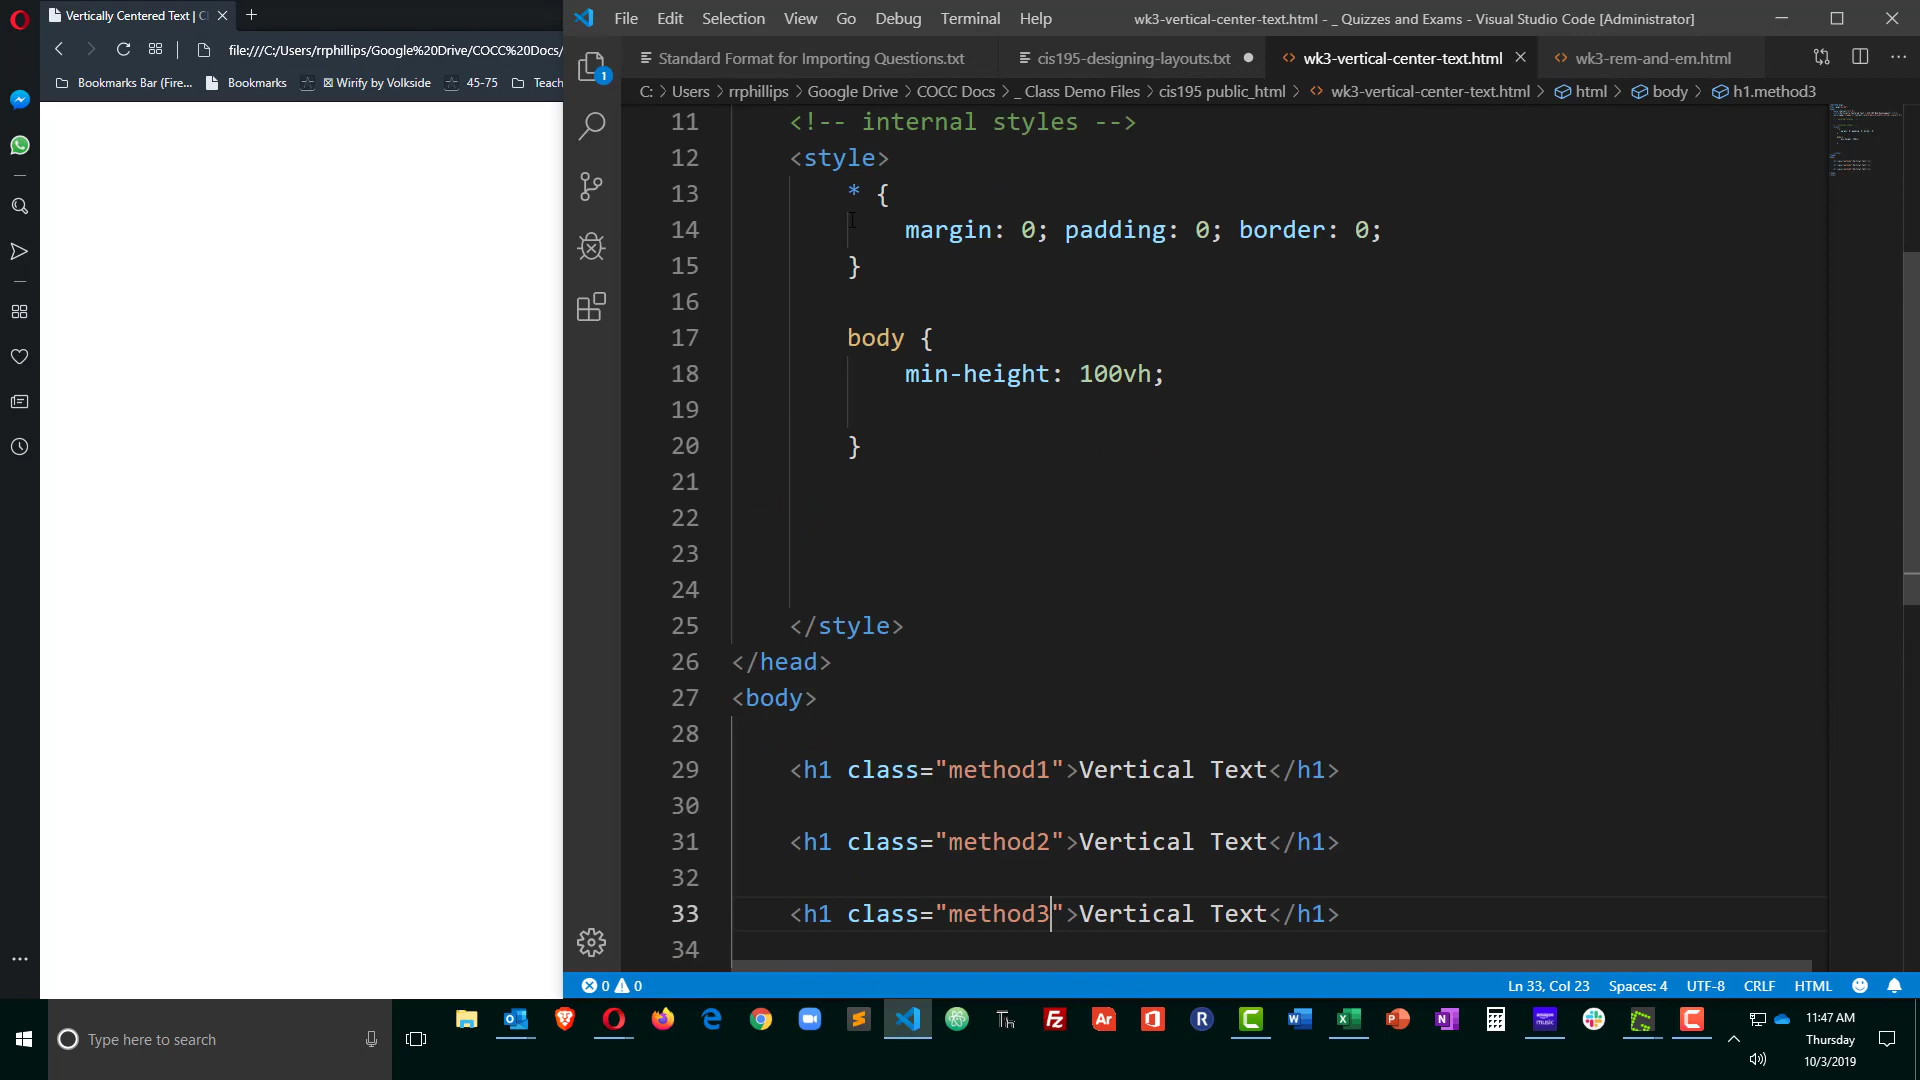 Vertically Centered Text | C
File Edit Selection View Go Debug Terminal Help
wk3-vertical-center-text.html - _ Quizzes and Exams - Visual Studio Code [Administrator]
file:///C:/Users/rrphillips/Google%20Drive/COCC%20Docs/
Standard Format for Importing Questions.txt
cis195-designing-layouts.txt
wk3-vertical-center-text.html
wk3-rem-and-em.html
Bookmarks Bar (Fire... Bookmarks Wirify by Volkside 45-75 Teach
C: > Users > rrphillips > Google Drive > COCC Docs > _ Class Demo Files > cis195 public_html > wk3-vertical-center-text.html > html > body > h1.method3
1
11 <!-- internal styles -->
12 <style>
13 * {
14 margin: 0; padding: 0; border: 0;
15 }
16
17 body {
18 min-height: 100vh;
19
20 }
21
22
23
24
25 </style>
26 </head>
27 <body>
28
29 <h1 class="method1">Vertical Text</h1>
30
31 <h1 class="method2">Vertical Text</h1>
32
33 <h1 class="method3">Vertical Text</h1>
34
0 0
Ln 33, Col 23 Spaces: 4 UTF-8 CRLF HTML
Type here to search
11:47 AM
Thursday
10/3/2019